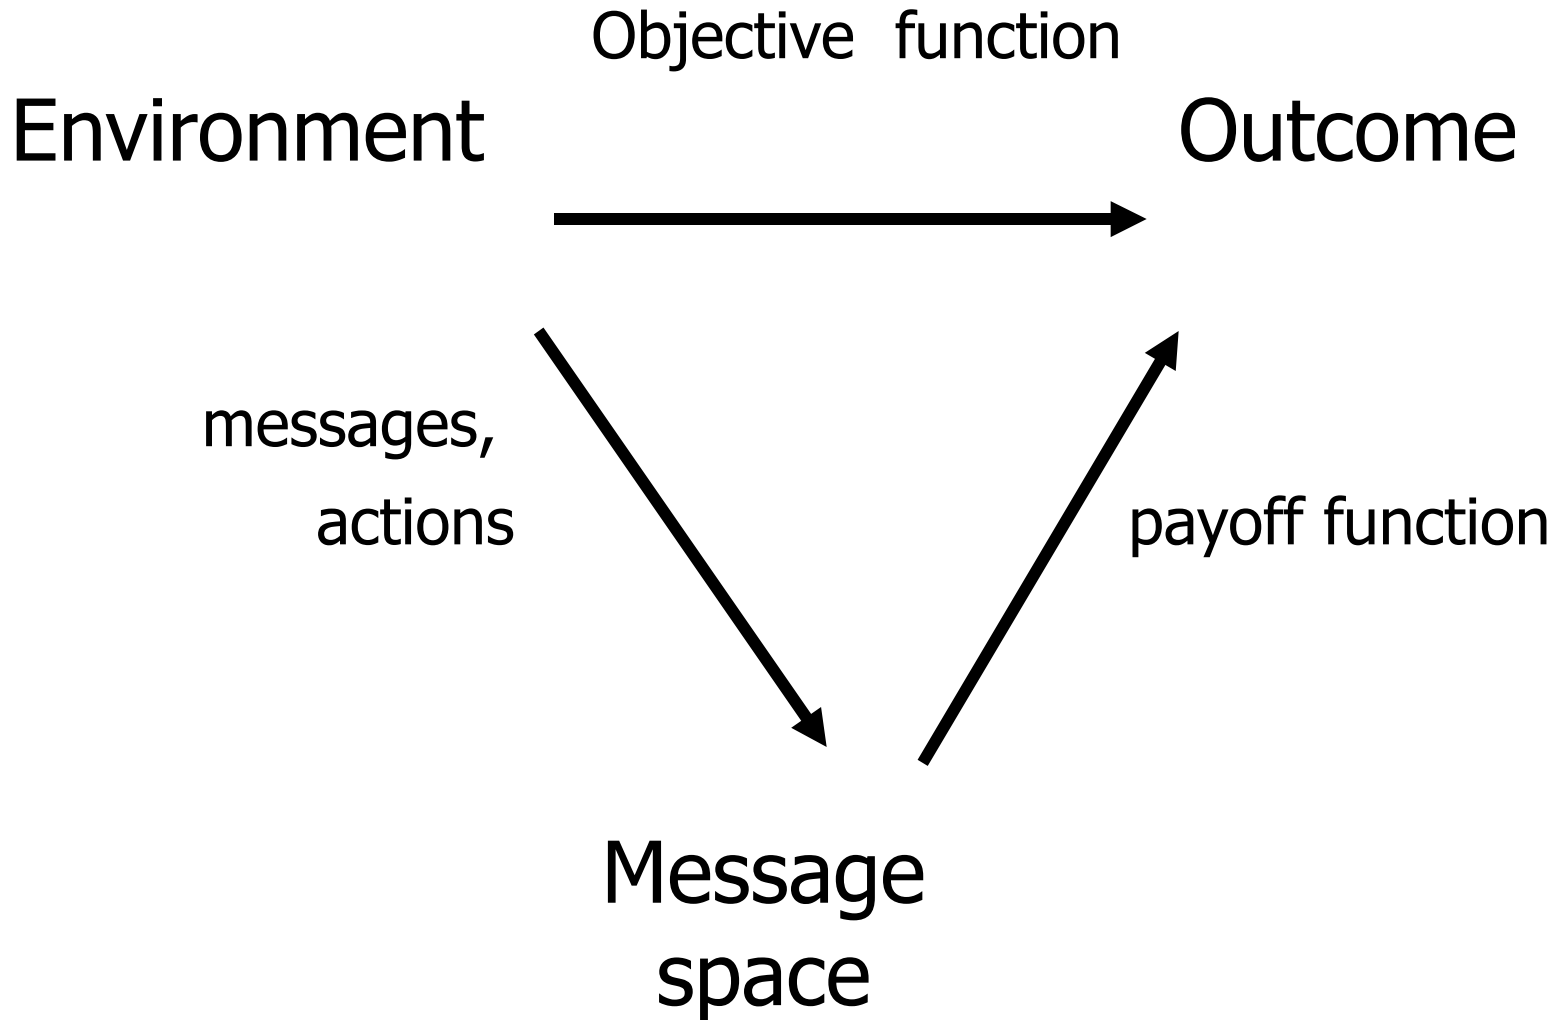 Objective function
Environment
Outcome
messages,
actions
payoff function
Message
space